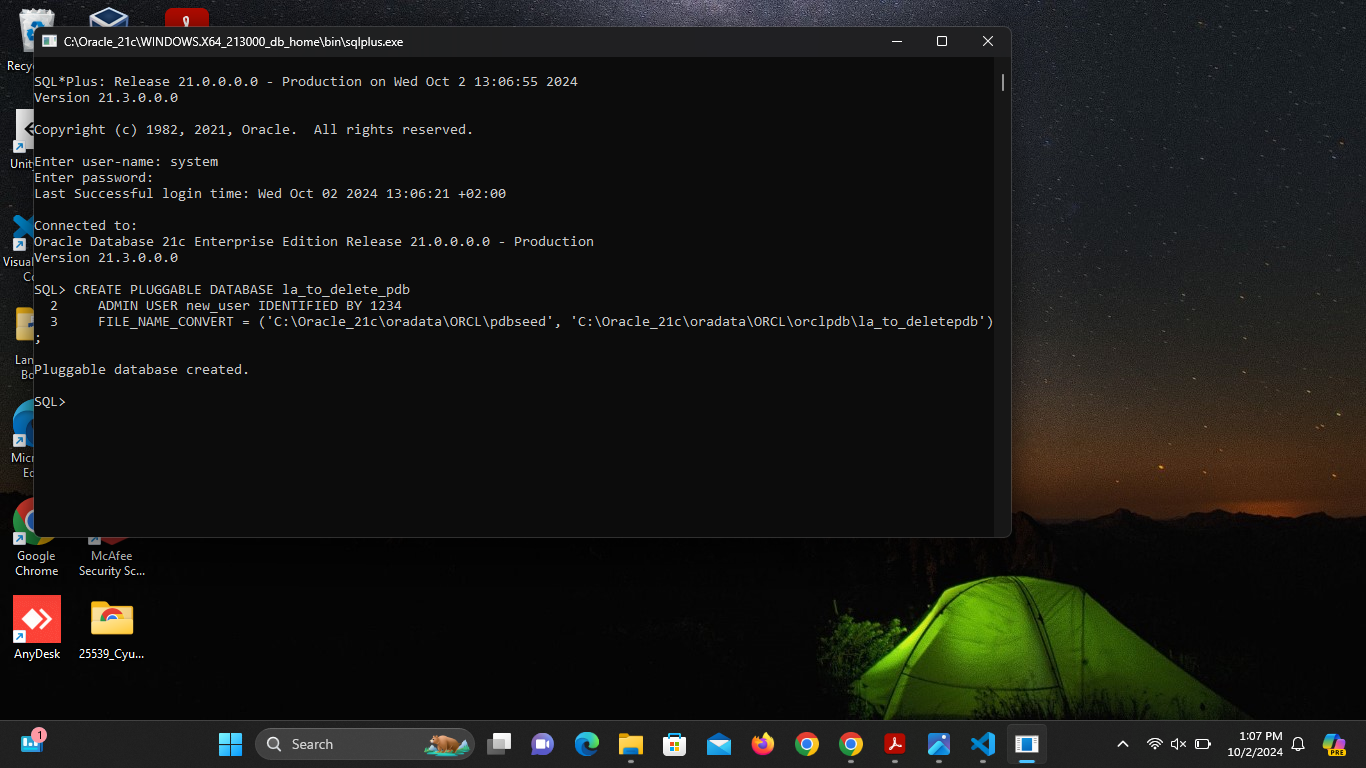 C:\Oracle_21c\WINDOWS.X64_213000_db_home\bin\sqlplus.exe
SQL*Plus: Release 21.0.0.0.0 - Production on Wed Oct 2 13:06:55 2024
Version 21.3.0.0.0
Copyright (c) 1982, 2021, Oracle.  All rights reserved.
Enter user-name: system
Enter password:
Last Successful login time: Wed Oct 02 2024 13:06:21 +02:00
Connected to:
Oracle Database 21c Enterprise Edition Release 21.0.0.0.0 - Production
Version 21.3.0.0.0
SQL> CREATE PLUGGABLE DATABASE la_to_delete_pdb
2     ADMIN USER new_user IDENTIFIED BY 1234
3     FILE_NAME_CONVERT = ('C:\Oracle_21c\oradata\ORCL\pdbseed', 'C:\Oracle_21c\oradata\ORCL\orclpdb\la_to_deletepdb')
;
Pluggable database created.
SQL>
Recy
Unit
Visual
Co
Lan
Bo
Micr
Ed
Google
Chrome
McAfee
Security Sc...
AnyDesk
25539_Cyu...
1
Search
PRE
1:07 PM
10/2/2024